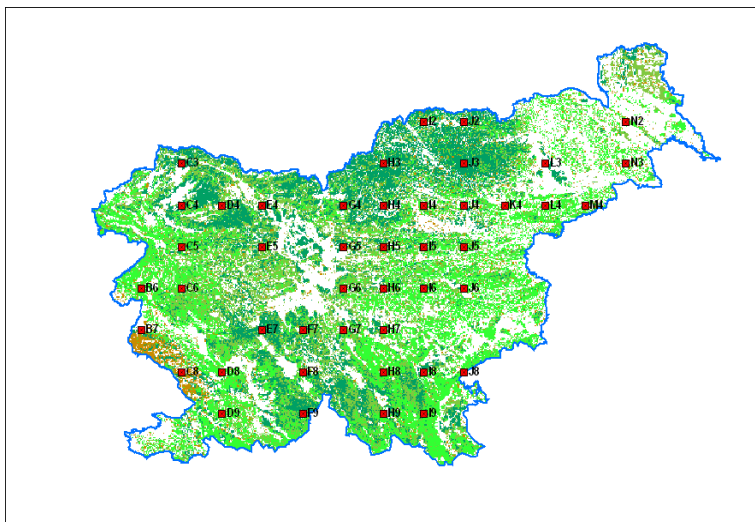 I2 J2 N2
C3 H3 J3 L3 N3
C4 D4 E4 G4 H4 I4 J4 K4 L4 M4
C5 E5 G5 H5 I5 J5
B6 C6 G6 H6 I6 J6
B7 E7 F7 G7 H7
C8 D8 F8 H8 I8 J8
D9 F9 H9 I9